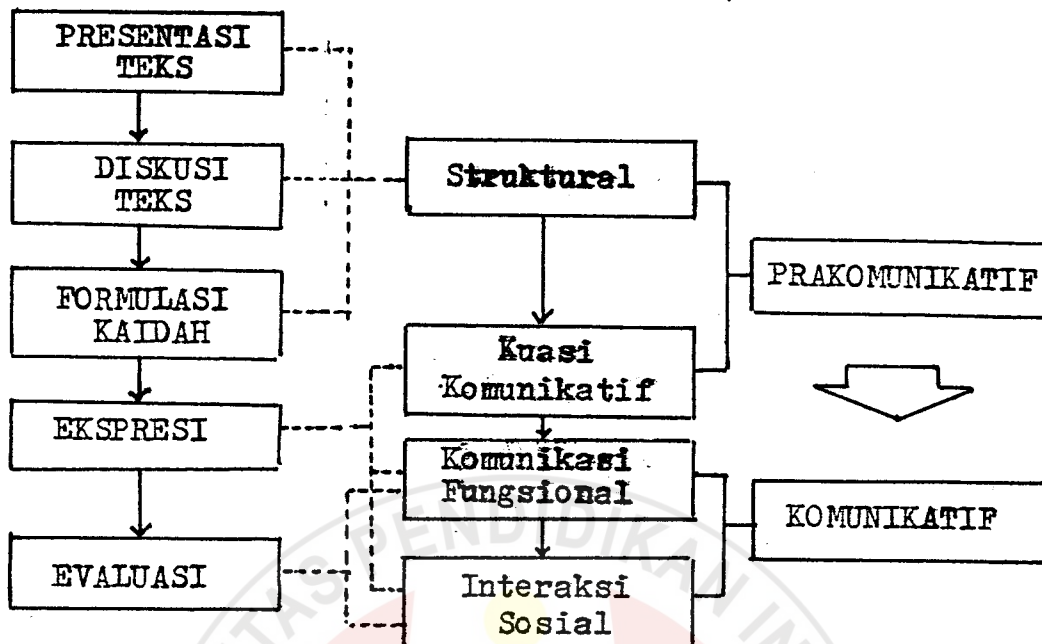 PRESENTASI
TEKS
DISKUSI
TEKS
FORMULASI
KAIDAH
EKSPRESI
EVALUASI
Struktural
Kuasi
Komunikatif
Komunikasi
Fungsional
Interaksi
Sosial
PRAKOMUNIKATIF
KOMUNIKATIF